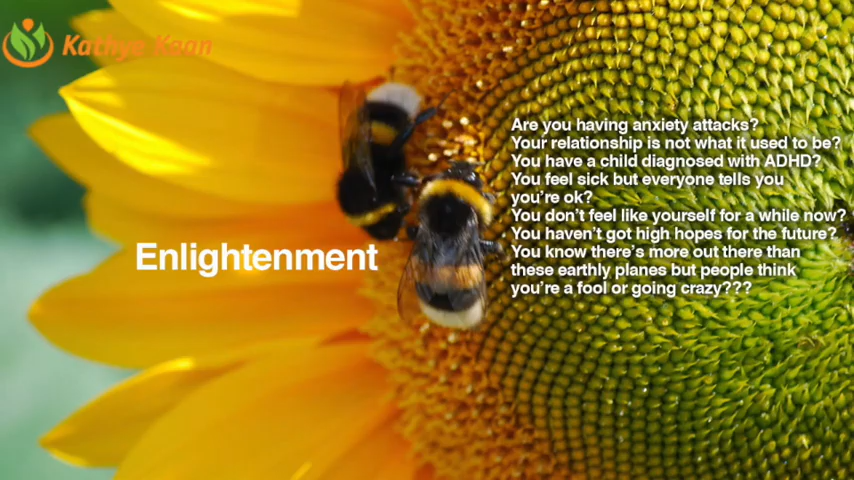 Kathye Kaan
Enlightenment
Are you having anxiety attacks?
Your relationship is not what it used to be?
You have a child diagnosed with ADHD?
You feel sick but everyone tells you
you're ok?
You don't feel like yourself for a while now?
You haven't got high hopes for the future?
You know there's more out there than
these earthly planes but people think
you're a fool or going crazy???